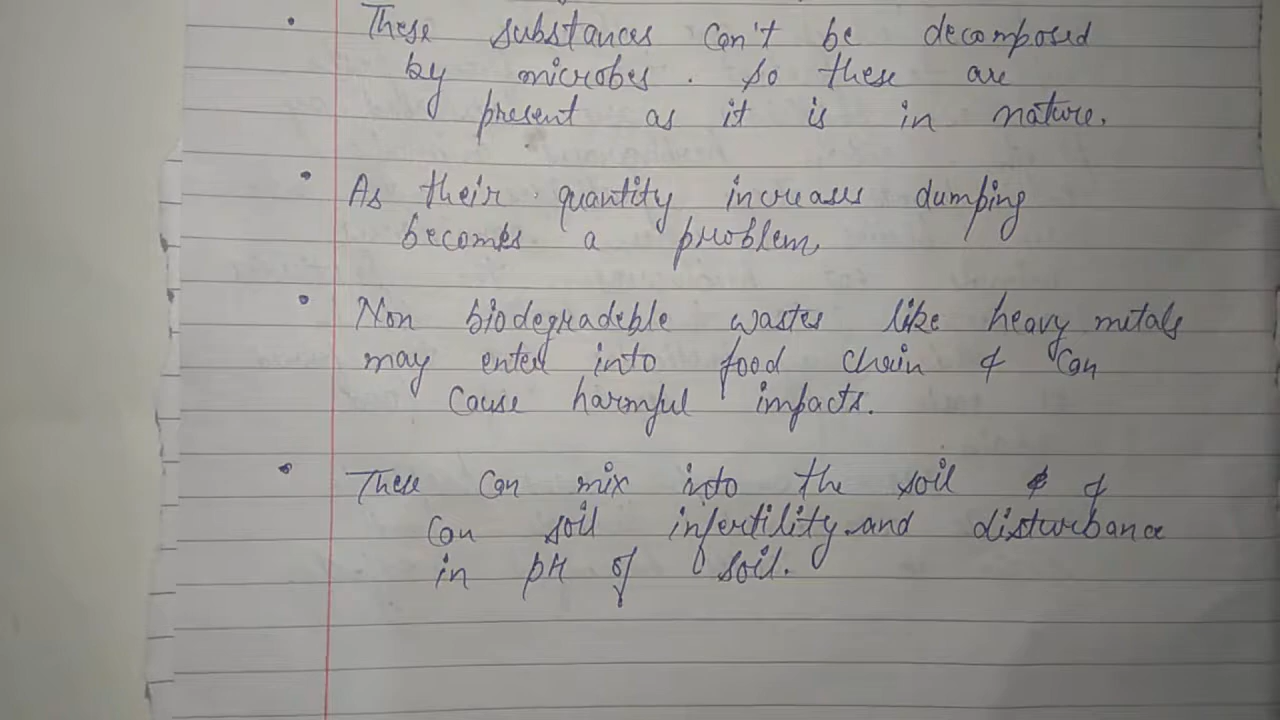 • These substances can't be decomposed
by microbes. So these are
present as it is in nature.
• As their quantity increases dumping
becomes a problem
• Non biodegradeble wastes like heavy metals
may enter into food chain & can
cause harmful impacts.
• These can mix into the soil &
can soil infertility and disturbance
in pH of soil.